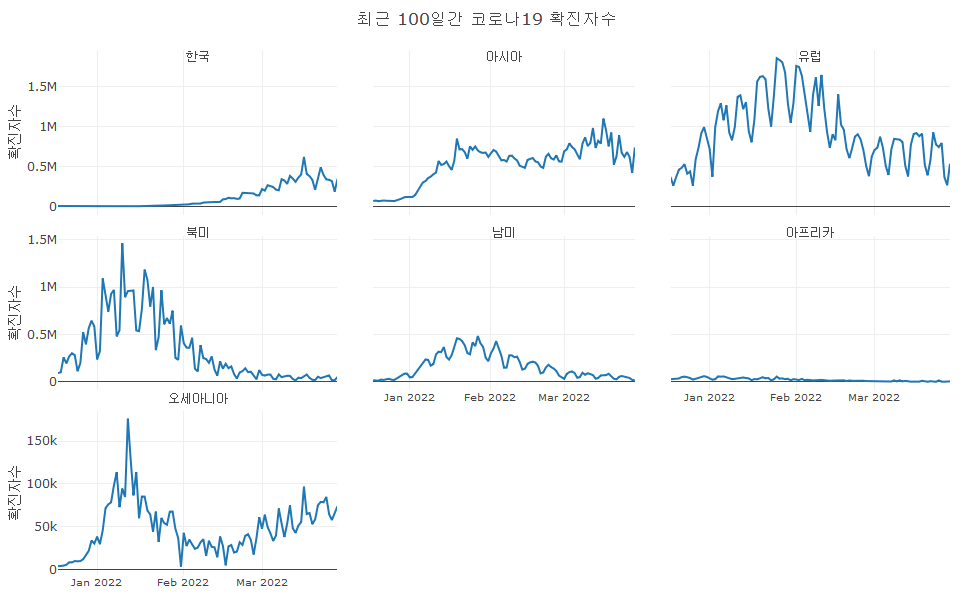 최근 100일간 코로나19 확진자수
한국
아시아
유럽
확진자수
1.5M
1M
0.5M
0
북미
남미
아프리카
확진자수
1.5M
1M
0.5M
0
Jan 2022 Feb 2022 Mar 2022
Jan 2022 Feb 2022 Mar 2022
오세아니아
확진자수
150k
100k
50k
0
Jan 2022 Feb 2022 Mar 2022